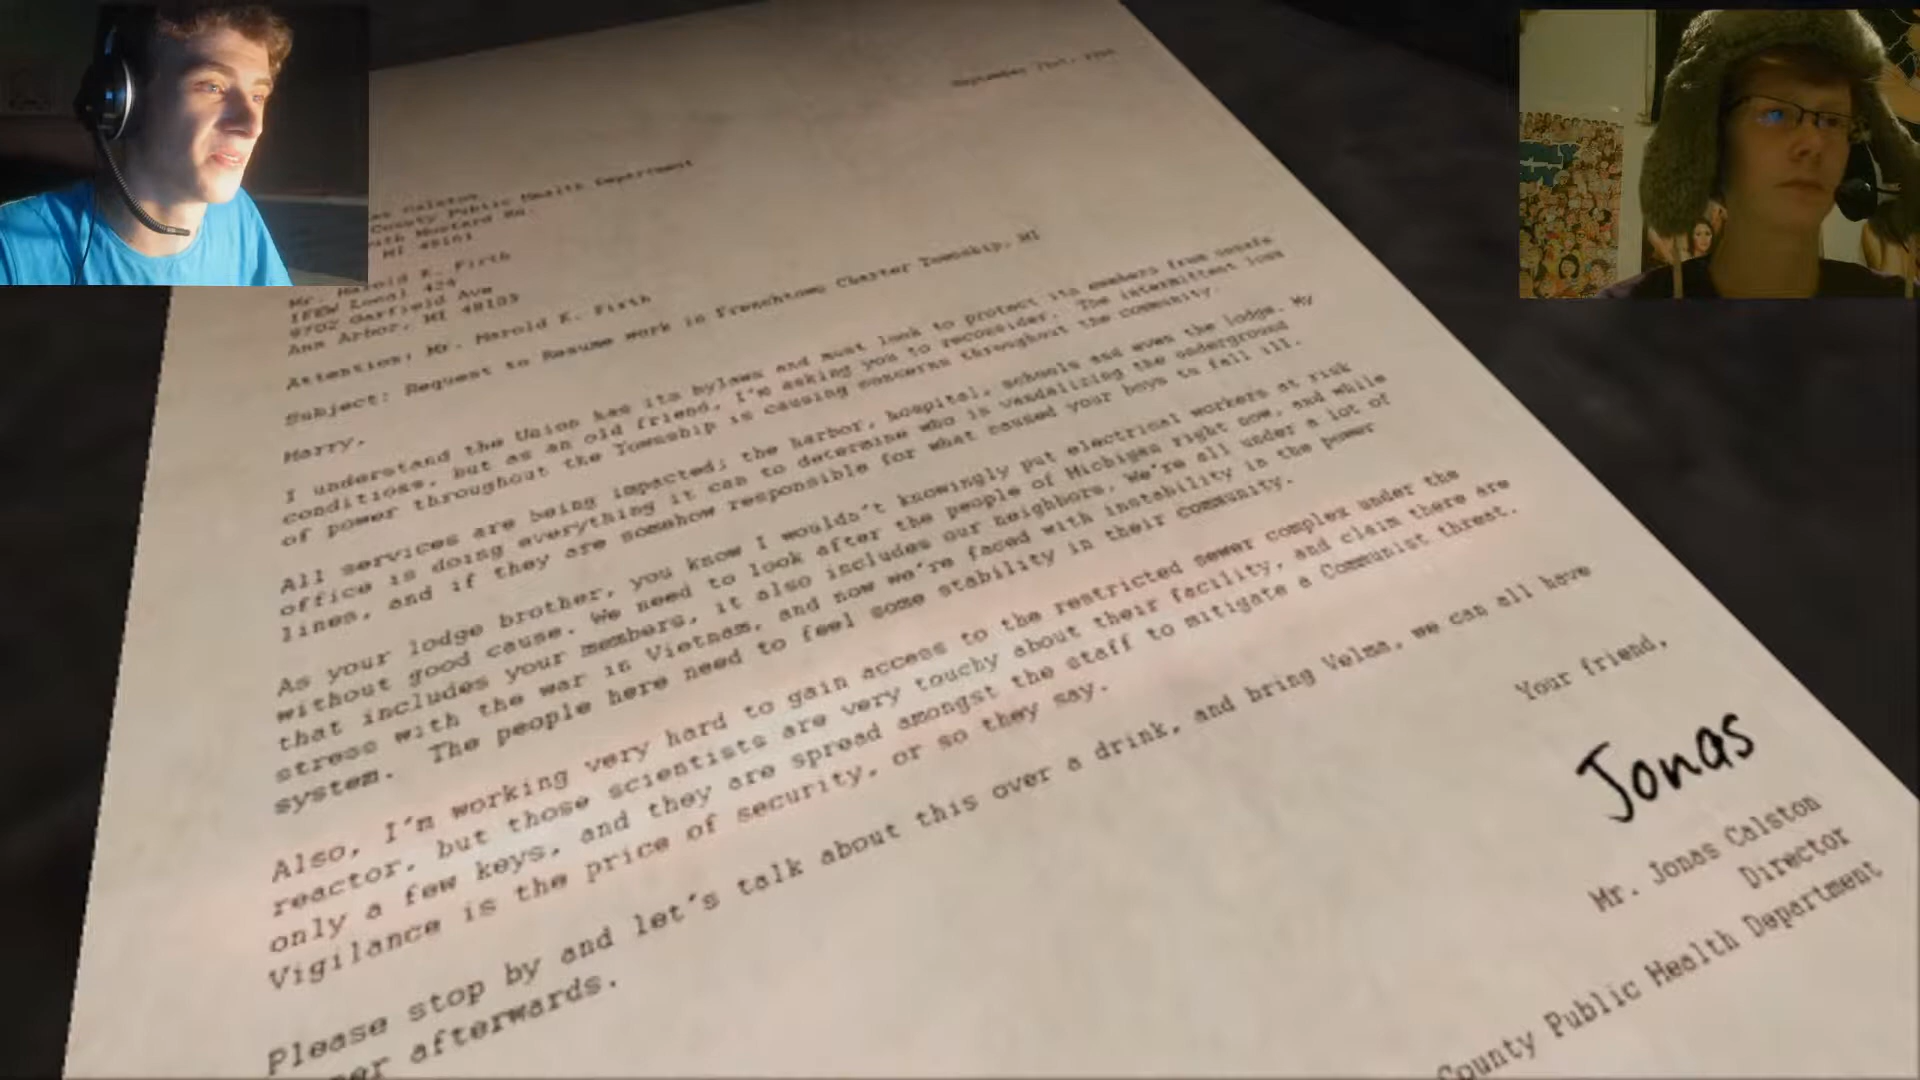 September 21st,
Calston
County Public Health Department
Mustard Rd.
MI 48161
Mr. Harold K. Firth
IBEW Local 424
9702 Garfield Ave
Ann Arbor, MI 48103
Attention: Mr. Harold K. Firth
Subject: Request to Resume work in Frenchtown Charter Township, MI
Harry,
I understand the Union has its bylaws and must look to protect its members from unsafe
conditions, but as an old friend, I'm asking you to reconsider. The intermittent loss
of power throughout the Township is causing concerns throughout the community.
All services are being impacted; the harbor, hospital, schools and even the lodge. My
office is doing everything it can to determine who is vandalizing the underground
lines, and if they are somehow responsible for what caused your boys to fall ill.
As your lodge brother, you know I wouldn't knowingly put electrical workers at risk
without good cause. We need to look after the people of Michigan right now, and while
that includes your members, it also includes our neighbors. We're all under a lot of
stress with the war in Vietnam, and now we're faced with instability in the power
system. The people here need to feel some stability in their community.
Also, I'm working very hard to gain access to the restricted sewer complex under the
reactor, but those scientists are very touchy about their facility, and claim there are
only a few keys, and they are spread amongst the staff to mitigate a Communist threat.
Vigilance is the price of security, or so they say.
Please stop by and let's talk about this over a drink, and bring Velma, we can all have
afterwards.
Your friend,
Jonas
Mr. Jonas Calston
Director
County Public Health Department